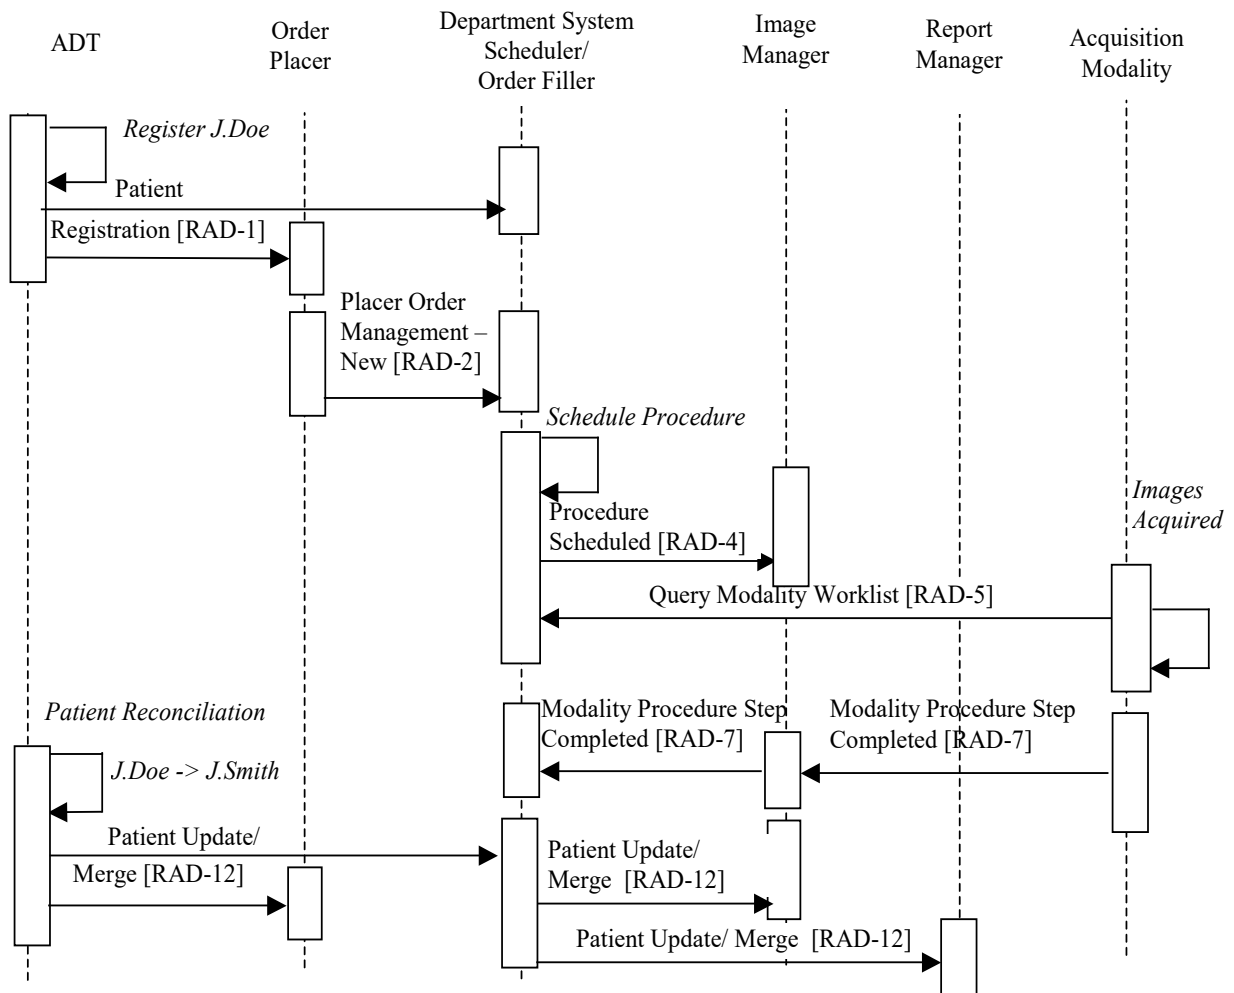 ADT
Order
Placer
Department System
Scheduler/
Order Filler
Image
Manager
Report
Manager
Acquisition
Modality
Register J.Doe
Patient
Registration [RAD-1]
Placer Order
Management –
New [RAD-2]
Schedule Procedure
Procedure
Scheduled [RAD-4]
Images
Acquired
Query Modality Worklist [RAD-5]
Modality Procedure Step
Completed [RAD-7]
Modality Procedure Step
Completed [RAD-7]
Patient Reconciliation
J.Doe -> J.Smith
Patient Update/
Merge [RAD-12]
Patient Update/
Merge [RAD-12]
Patient Update/ Merge [RAD-12]